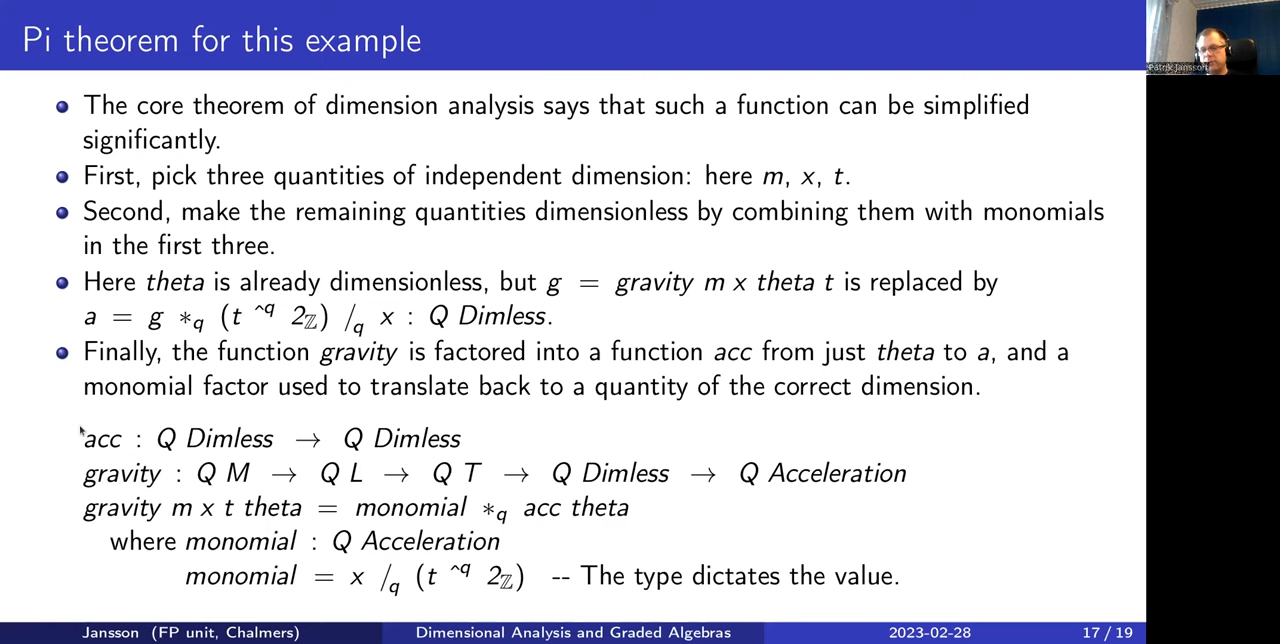 Pi theorem for this example
Patrik Jansson
The core theorem of dimension analysis says that such a function can be simplified
significantly.
First, pick three quantities of independent dimension: here m, x, t.
Second, make the remaining quantities dimensionless by combining them with monomials
in the first three.
Here theta is already dimensionless, but g = gravity m x theta t is replaced by
a = g *q (t ^q 2ℤ) /q x : Q Dimless.
Finally, the function gravity is factored into a function acc from just theta to a, and a
monomial factor used to translate back to a quantity of the correct dimension.
acc : Q Dimless → Q Dimless
gravity : Q M → Q L → Q T → Q Dimless → Q Acceleration
gravity m x t theta = monomial *q acc theta
where monomial : Q Acceleration
monomial = x /q (t ^q 2ℤ) -- The type dictates the value.
Jansson (FP unit, Chalmers) Dimensional Analysis and Graded Algebras 2023-02-28 17 / 19